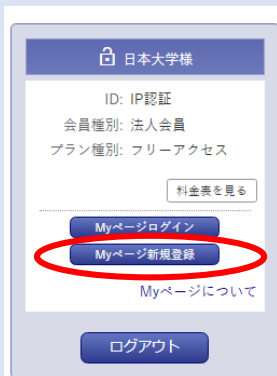 日本大学様
ID: IP認証
会員種別: 法人会員
プラン種別: フリーアクセス
料金表を見る
Myページログイン
Myページ新規登録
Myページについて
ログアウト